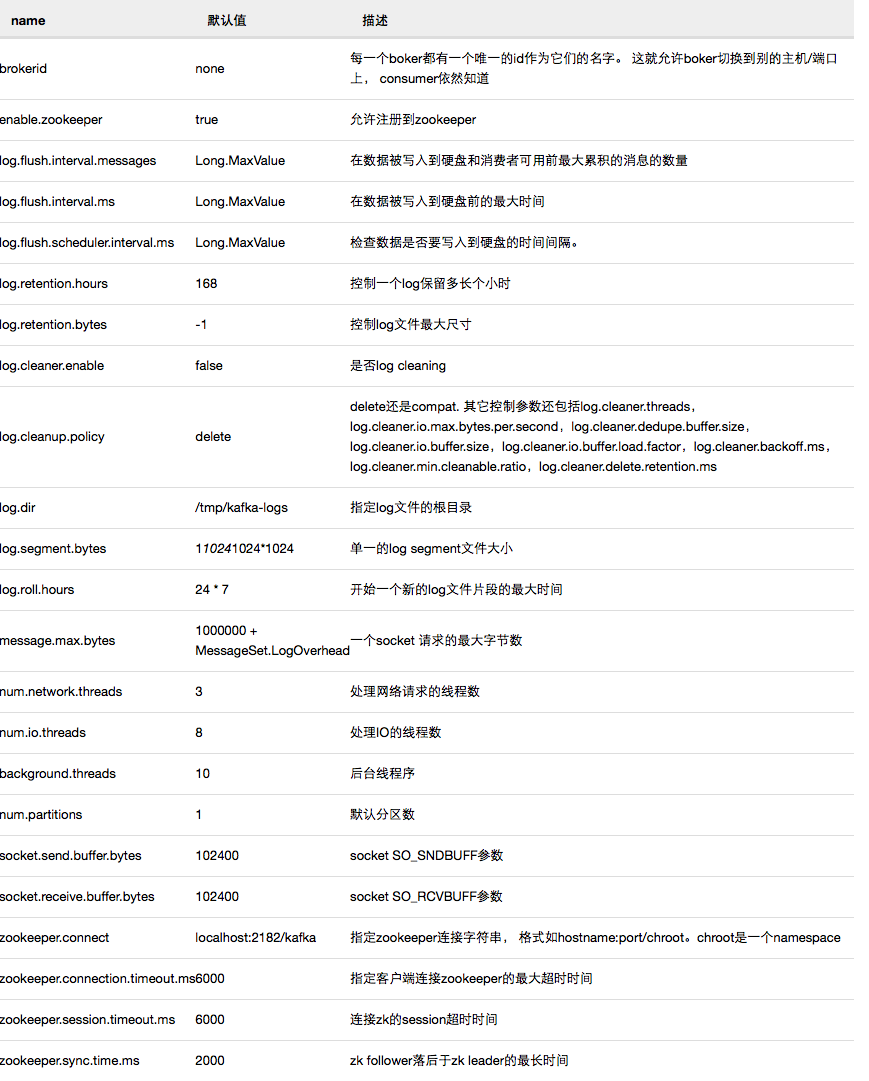 name 默认值 描述
brokerid none 每一个boker都有一个唯一的id作为它们的名字。 这就允许boker切换到别的主机/端口
上， consumer依然知道
enable.zookeeper true 允许注册到zookeeper
log.flush.interval.messages Long.MaxValue 在数据被写入到硬盘和消费者可用前最大累积的消息的数量
log.flush.interval.ms Long.MaxValue 在数据被写入到硬盘前的最大时间
log.flush.scheduler.interval.ms Long.MaxValue 检查数据是否要写入到硬盘的时间间隔。
log.retention.hours 168 控制一个log保留多长个小时
log.retention.bytes -1 控制log文件最大尺寸
log.cleaner.enable false 是否log cleaning
log.cleanup.policy delete delete还是compat. 其它控制参数还包括log.cleaner.threads，
log.cleaner.io.max.bytes.per.second，log.cleaner.dedupe.buffer.size，
log.cleaner.io.buffer.size，log.cleaner.io.buffer.load.factor，log.cleaner.backoff.ms，
log.cleaner.min.cleanable.ratio，log.cleaner.delete.retention.ms
log.dir /tmp/kafka-logs 指定log文件的根目录
log.segment.bytes 110241024*1024 单一的log segment文件大小
log.roll.hours 24 * 7 开始一个新的log文件片段的最大时间
message.max.bytes 1000000 + MessageSet.LogOverhead 一个socket 请求的最大字节数
num.network.threads 3 处理网络请求的线程数
num.io.threads 8 处理IO的线程数
background.threads 10 后台线程序
num.partitions 1 默认分区数
socket.send.buffer.bytes 102400 socket SO_SNDBUFF参数
socket.receive.buffer.bytes 102400 socket SO_RCVBUFF参数
zookeeper.connect localhost:2182/kafka 指定zookeeper连接字符串， 格式如hostname:port/chroot。chroot是一个namespace
zookeeper.connection.timeout.ms 6000 指定客户端连接zookeeper的最大超时时间
zookeeper.session.timeout.ms 6000 连接zk的session超时时间
zookeeper.sync.time.ms 2000 zk follower落后于zk leader的最长时间